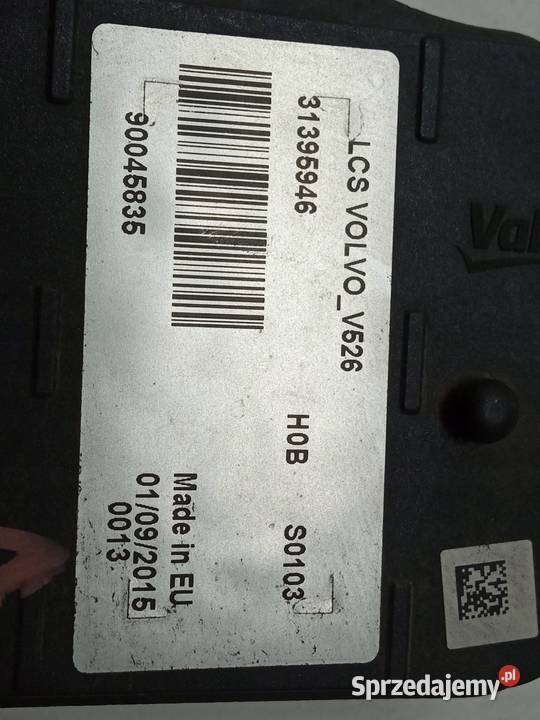 LCS VOLVO_V526
31395946 H0B S0103
90045835
Made in EU
01/09/2015
0013
Sprzedajemy.pl